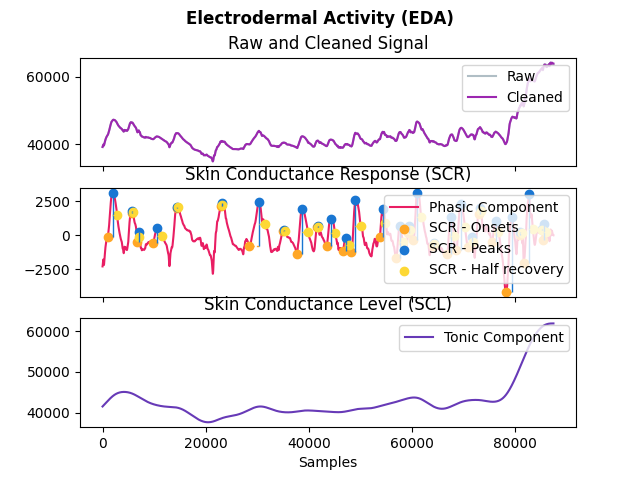 Electrodermal Activity (EDA)
Raw and Cleaned Signal
60000
40000
Raw
Cleaned
Skin Conductance Response (SCR)
2500
0
−2500
Phasic Component
SCR - Onsets
SCR - Peaks
SCR - Half recovery
Skin Conductance Level (SCL)
60000
50000
40000
Tonic Component
0 20000 40000 60000 80000
Samples